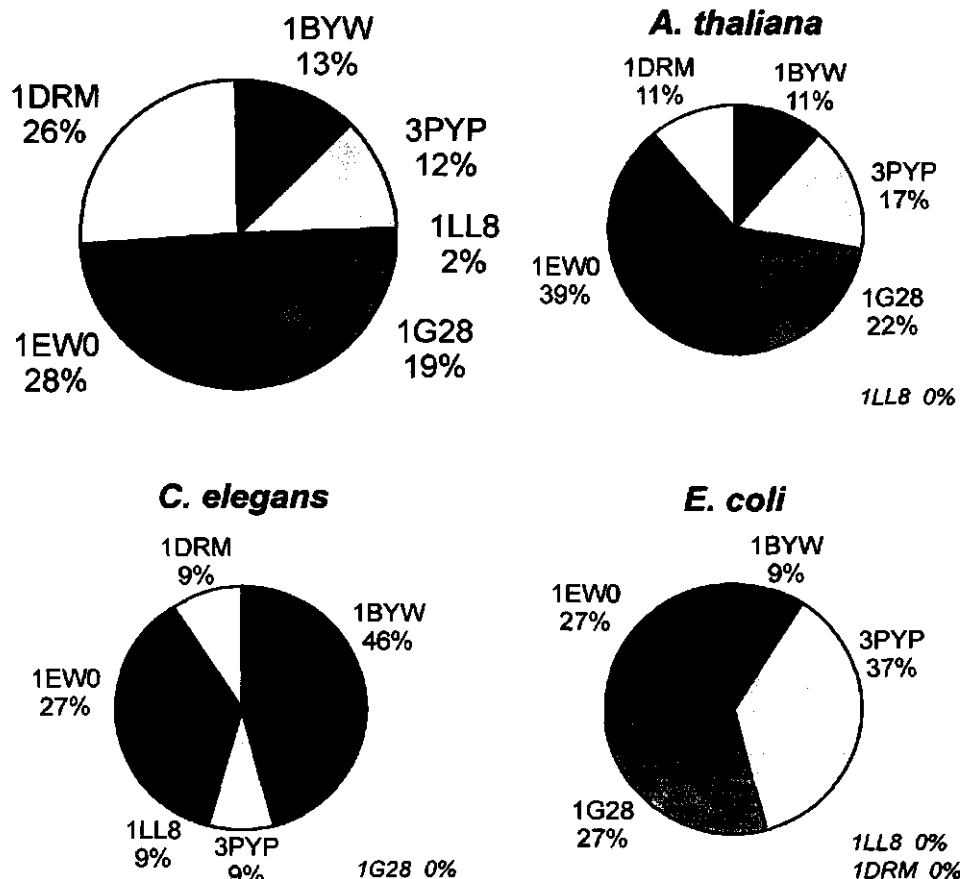 1BYW
13%
1DRM
26%
3PYP
12%
1LL8
2%
1G28
19%
1EW0
28%
A. thaliana
1DRM
11%
1BYW
11%
3PYP
17%
1EW0
39%
1G28
22%
1LL8 0%
C. elegans
1DRM
9%
1BYW
46%
1EW0
27%
1LL8
9%
3PYP
9%
1G28 0%
E. coli
1BYW
9%
1EW0
27%
3PYP
37%
1G28
27%
1LL8 0%
1DRM 0%